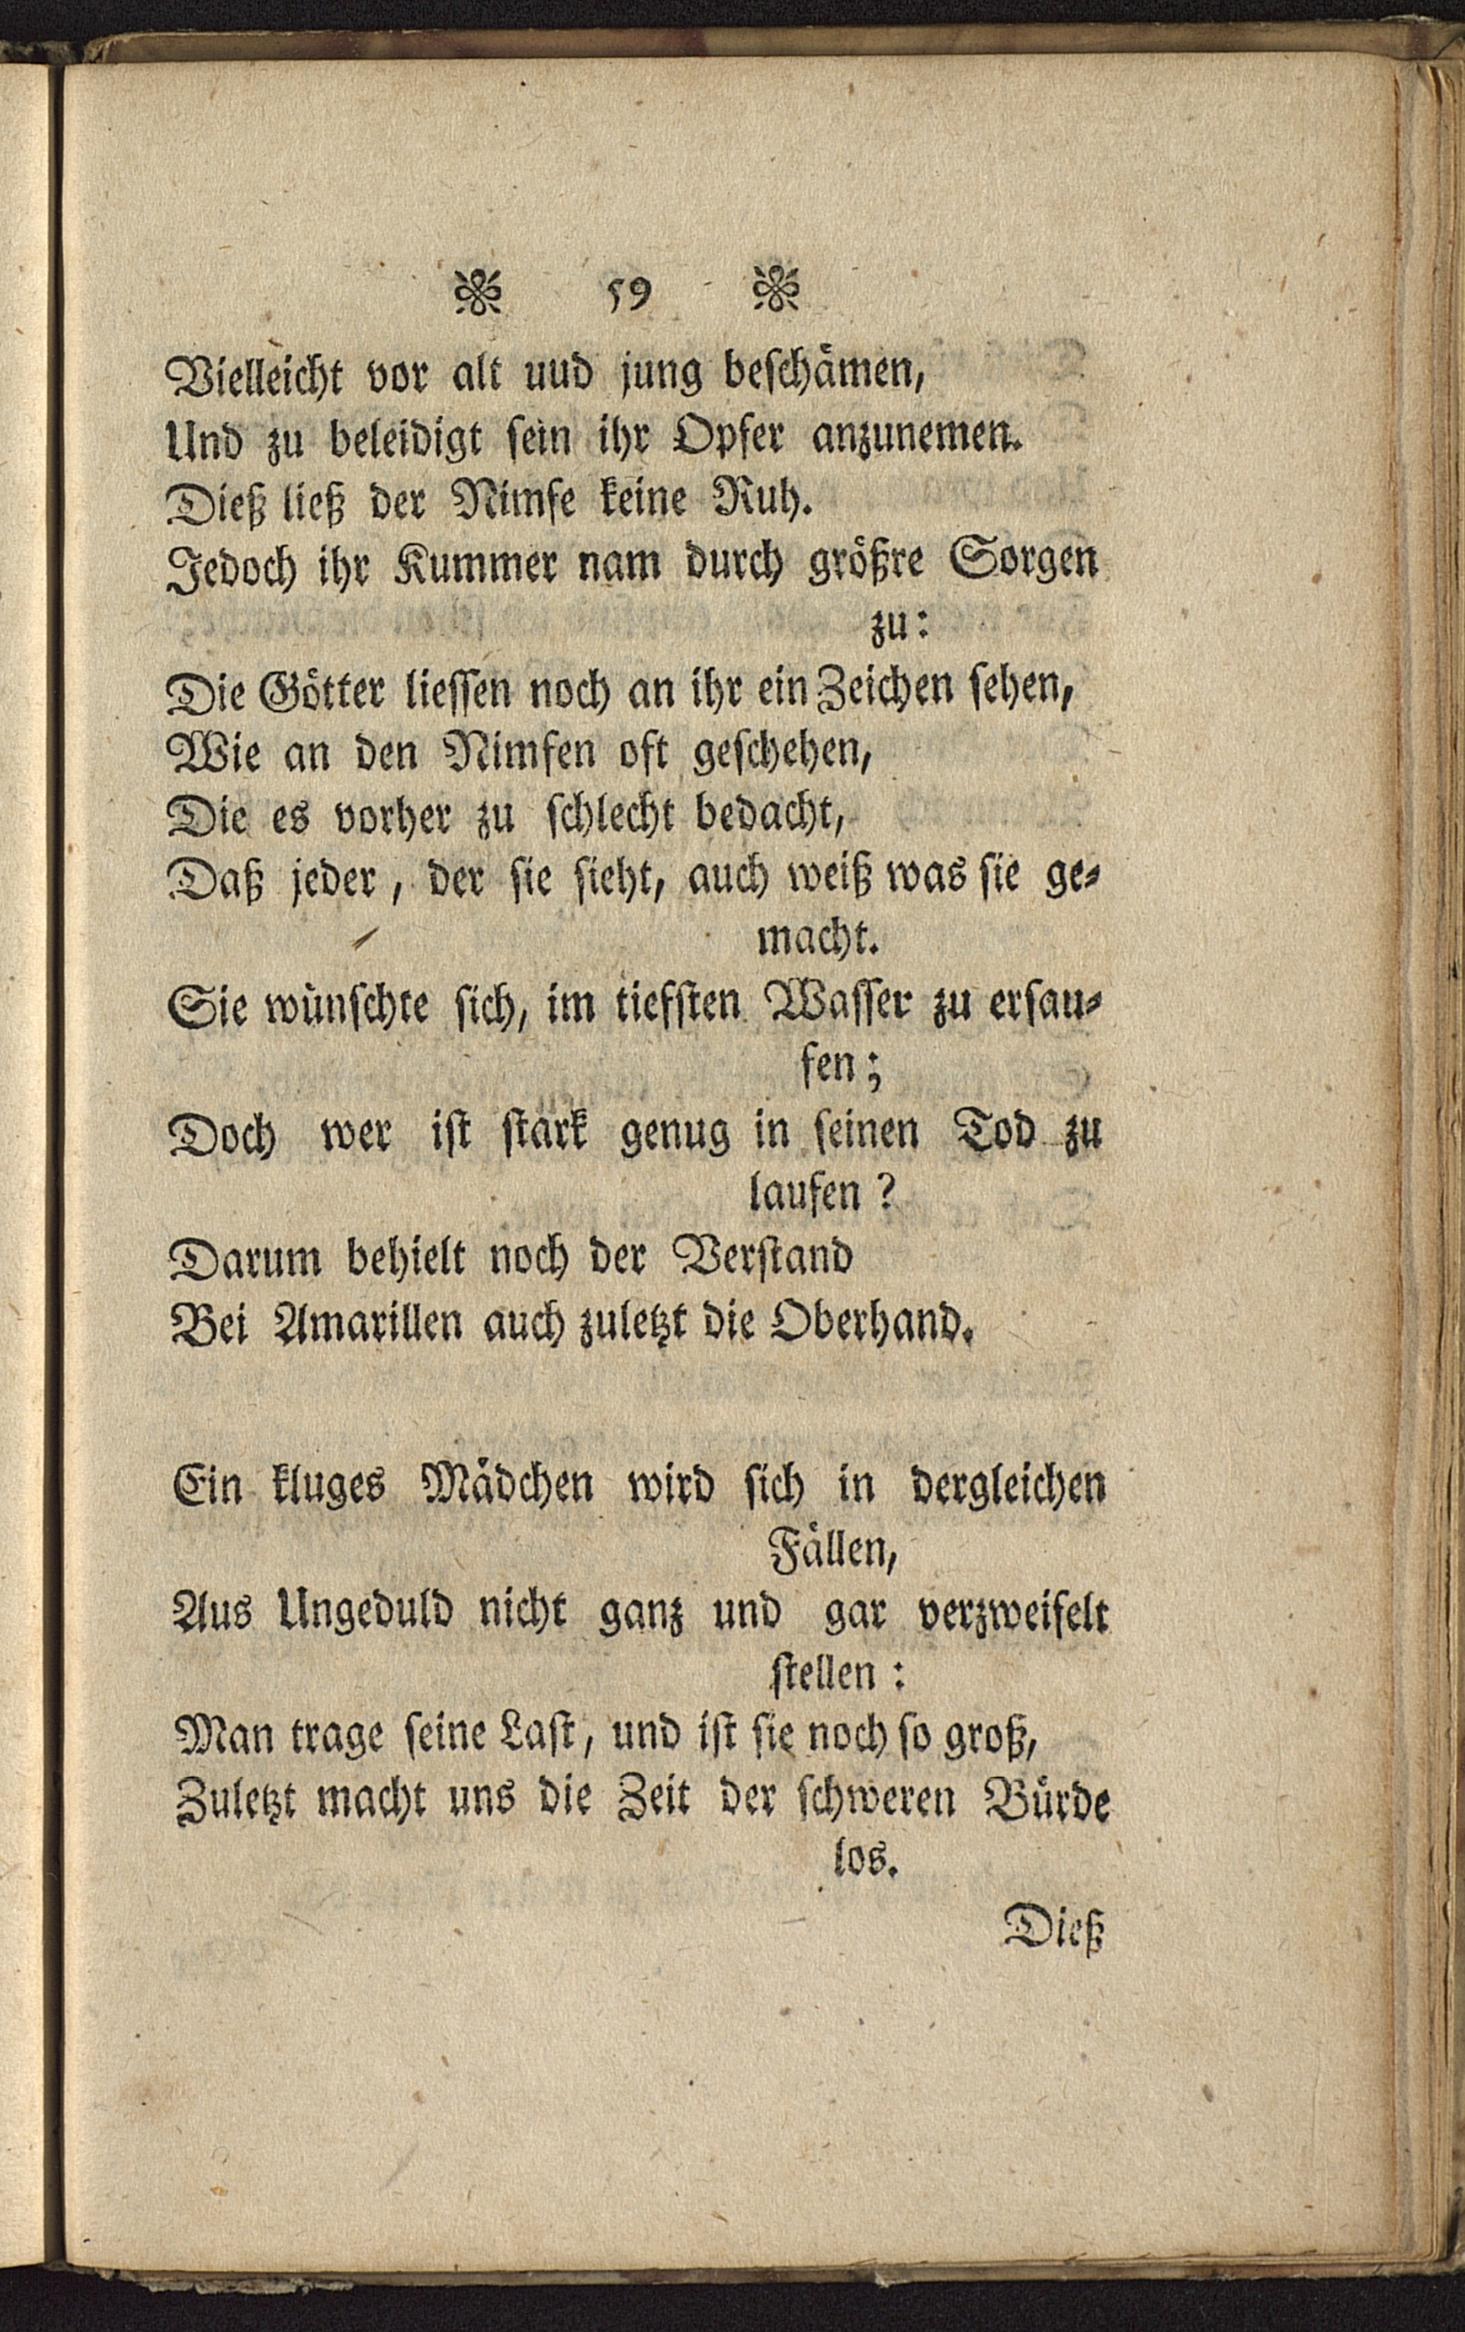 59
Vielleicht vor alt uud jung beſchämen,
Und zu beleidigt ſein ihr Opfer anzunemen.
Dieß ließ der Nimfe keine Ruh.
Jedoch ihr Kummer nam durch größre Sorgen
zu:
Die Götter lieſſen noch an ihr ein Zeichen ſehen,
Wie an den Nimfen oft geſchehen,
Die es vorher zu ſchlecht bedacht,
Daß jeder, der ſie ſieht, auch weiß was ſie ge⸗
macht.
Sie wünſchte ſich, im tiefſten Waſſer zu erſau⸗
fen;
Doch wer iſt ſtark genug in ſeinen Tod zu
laufen?
Darum behielt noch der Verſtand
Bei Amarillen auch zuletzt die Oberhand.
Ein kluges Mädchen wird ſich in dergleichen
Fällen,
Aus Ungeduld nicht ganz und gar verzweifelt
ſtellen:
Man trage ſeine Laſt, und iſt ſie noch ſo groß,
Zuletzt macht uns die Zeit der ſchweren Bürde
los.
Dieß